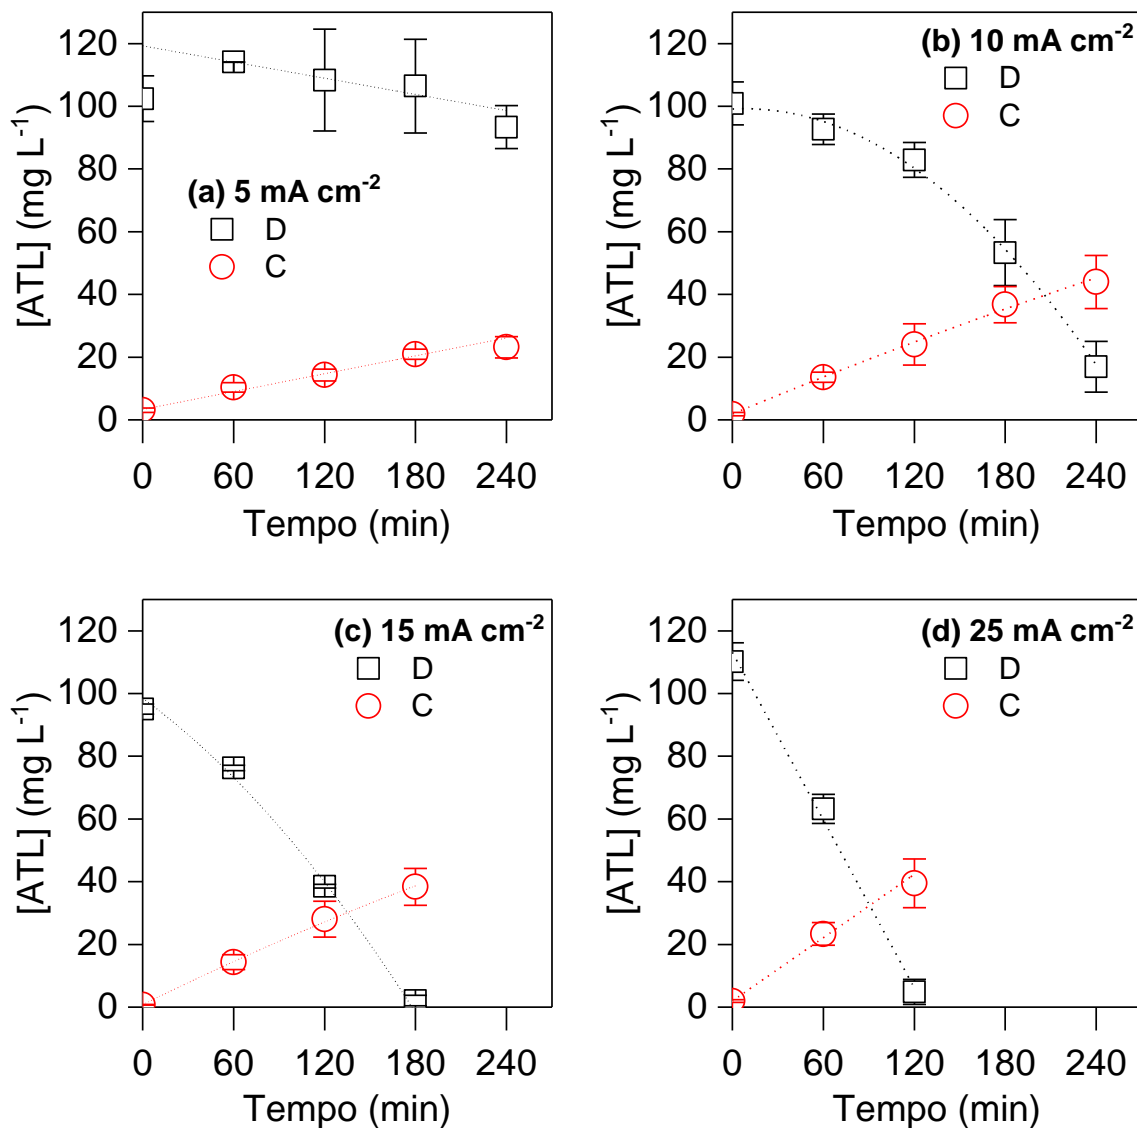 (a) 5 mA cm⁻²
D
C
[ATL] (mg L⁻¹)
120
100
80
60
40
20
0
0 60 120 180 240
Tempo (min)
(b) 10 mA cm⁻²
D
C
[ATL] (mg L⁻¹)
120
100
80
60
40
20
0
0 60 120 180 240
Tempo (min)
(c) 15 mA cm⁻²
D
C
[ATL] (mg L⁻¹)
120
100
80
60
40
20
0
0 60 120 180 240
Tempo (min)
(d) 25 mA cm⁻²
D
C
[ATL] (mg L⁻¹)
120
100
80
60
40
20
0
0 60 120 180 240
Tempo (min)